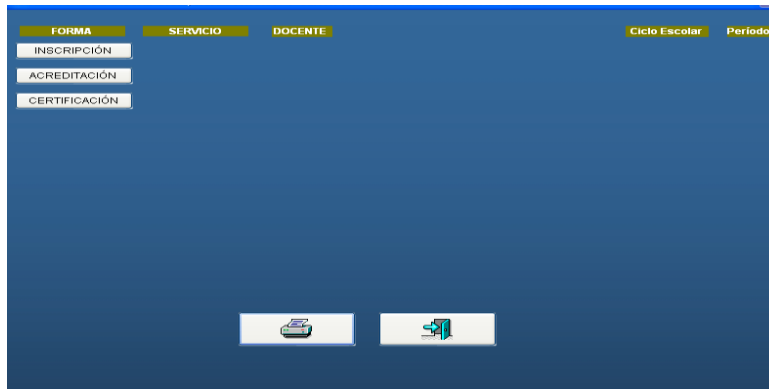 FORMA SERVICIO DOCENTE Ciclo Escolar Período
INSCRIPCIÓN
ACREDITACIÓN
CERTIFICACIÓN